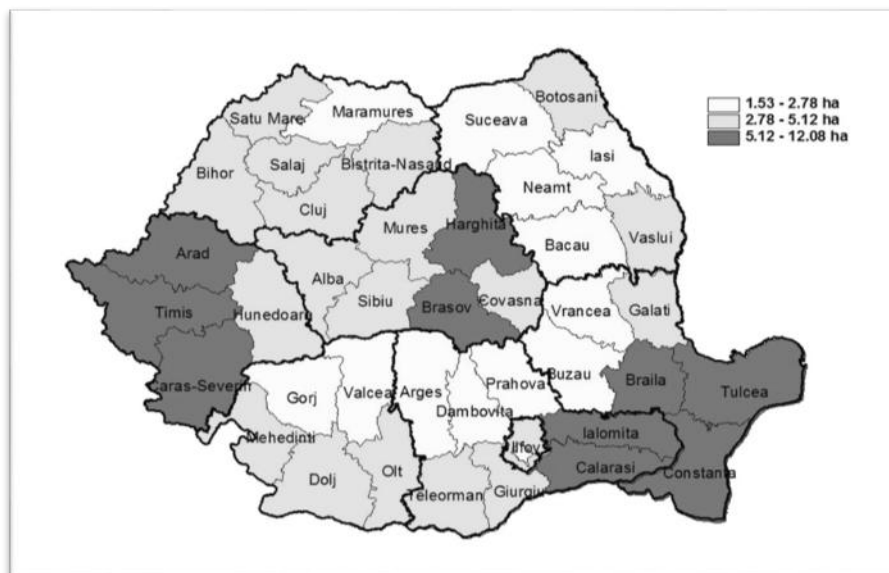 1.53 - 2.78 ha
2.78 - 5.12 ha
5.12 - 12.08 ha
Botosani
Satu Mare
Maramures
Suceava
Iasi
Salaj
Bistrita-Nasaud
Bihor
Neamt
Cluj
Mures
Harghita
Vaslui
Bacau
Arad
Alba
Sibiu
Brasov
Covasna
Timis
Hunedoara
Vrancea
Galati
Caras-Severin
Gorj
Valcea
Arges
Prahova
Buzau
Braila
Tulcea
Dambovita
Mehedinti
Ilfov
Ialomita
Calarasi
Constanta
Dolj
Olt
Teleorman
Giurgiu